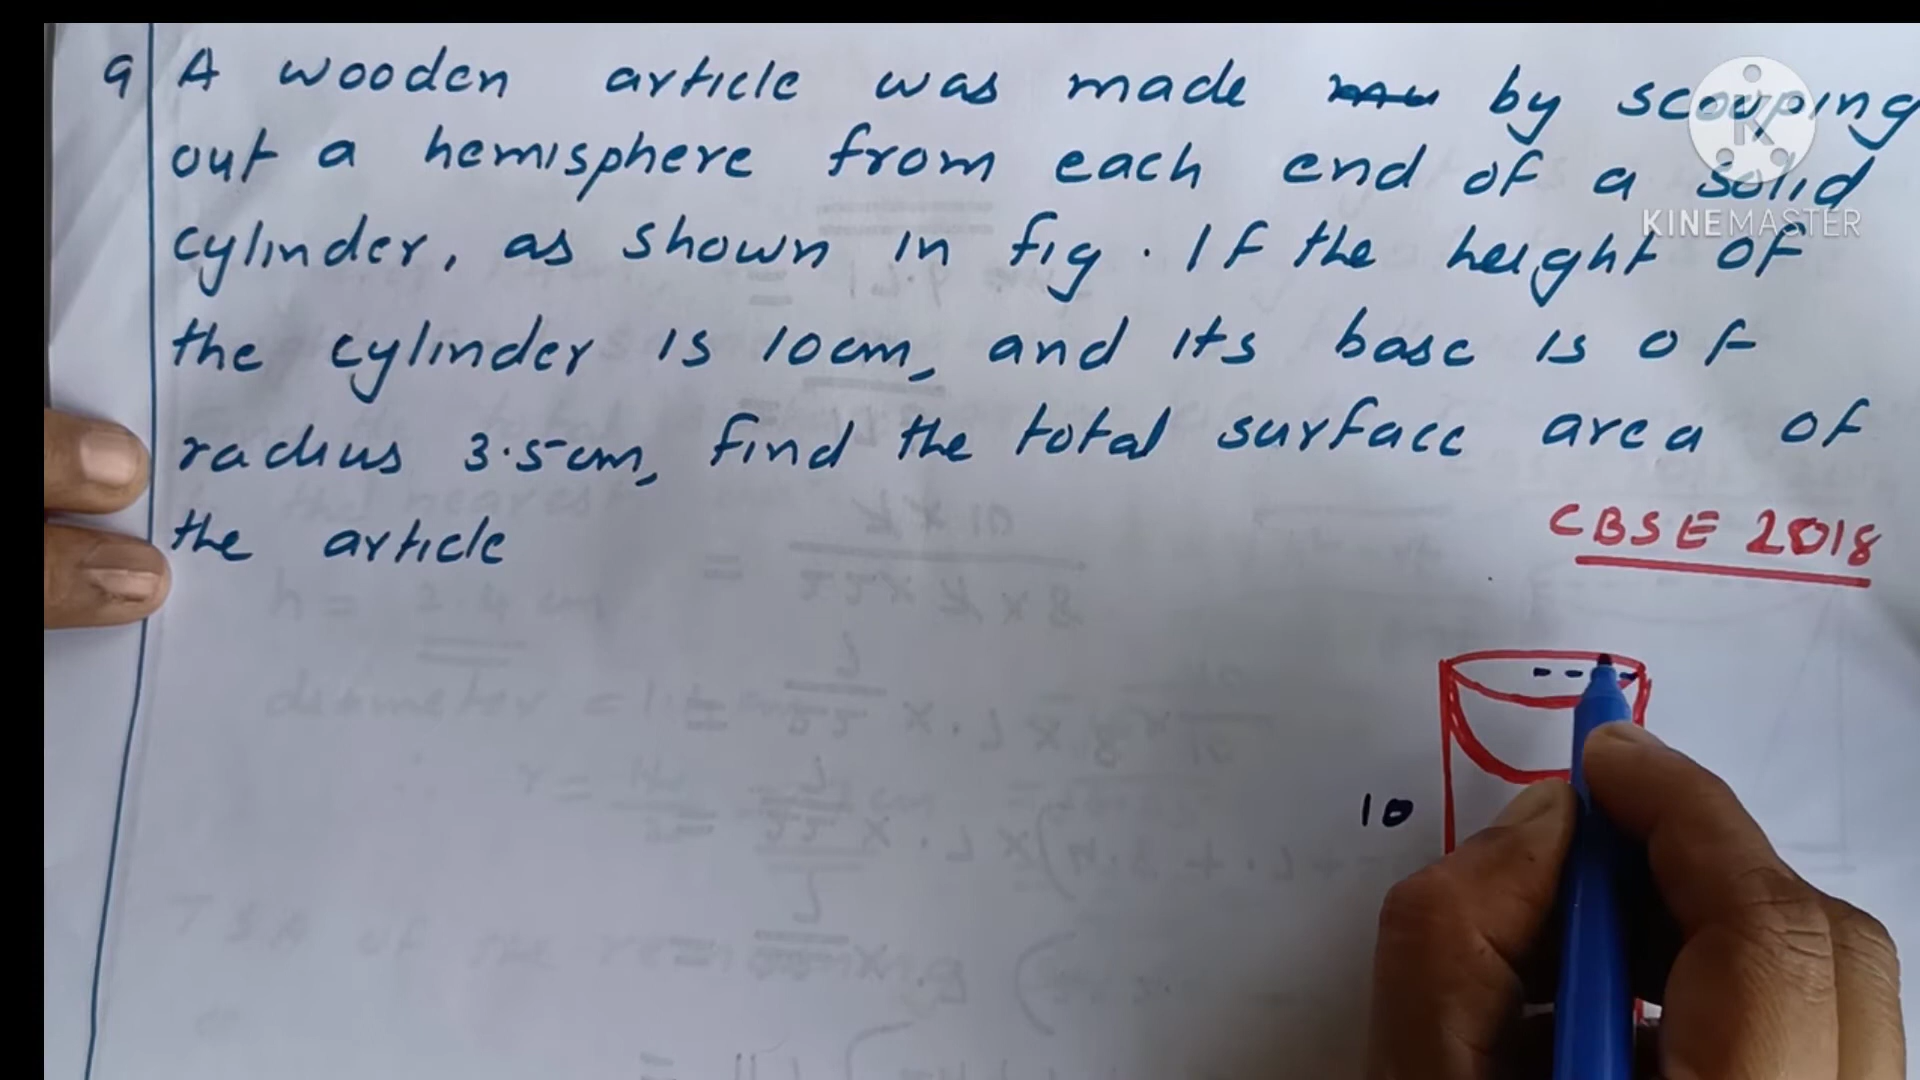 9 A wooden article was made by scooping
out a hemisphere from each end of a solid
cylinder, as shown in fig. If the height of
the cylinder is 10cm, and its base is of
radius 3.5cm, find the total surface area of
the article
CBSE 2018
10
KINEMASTER